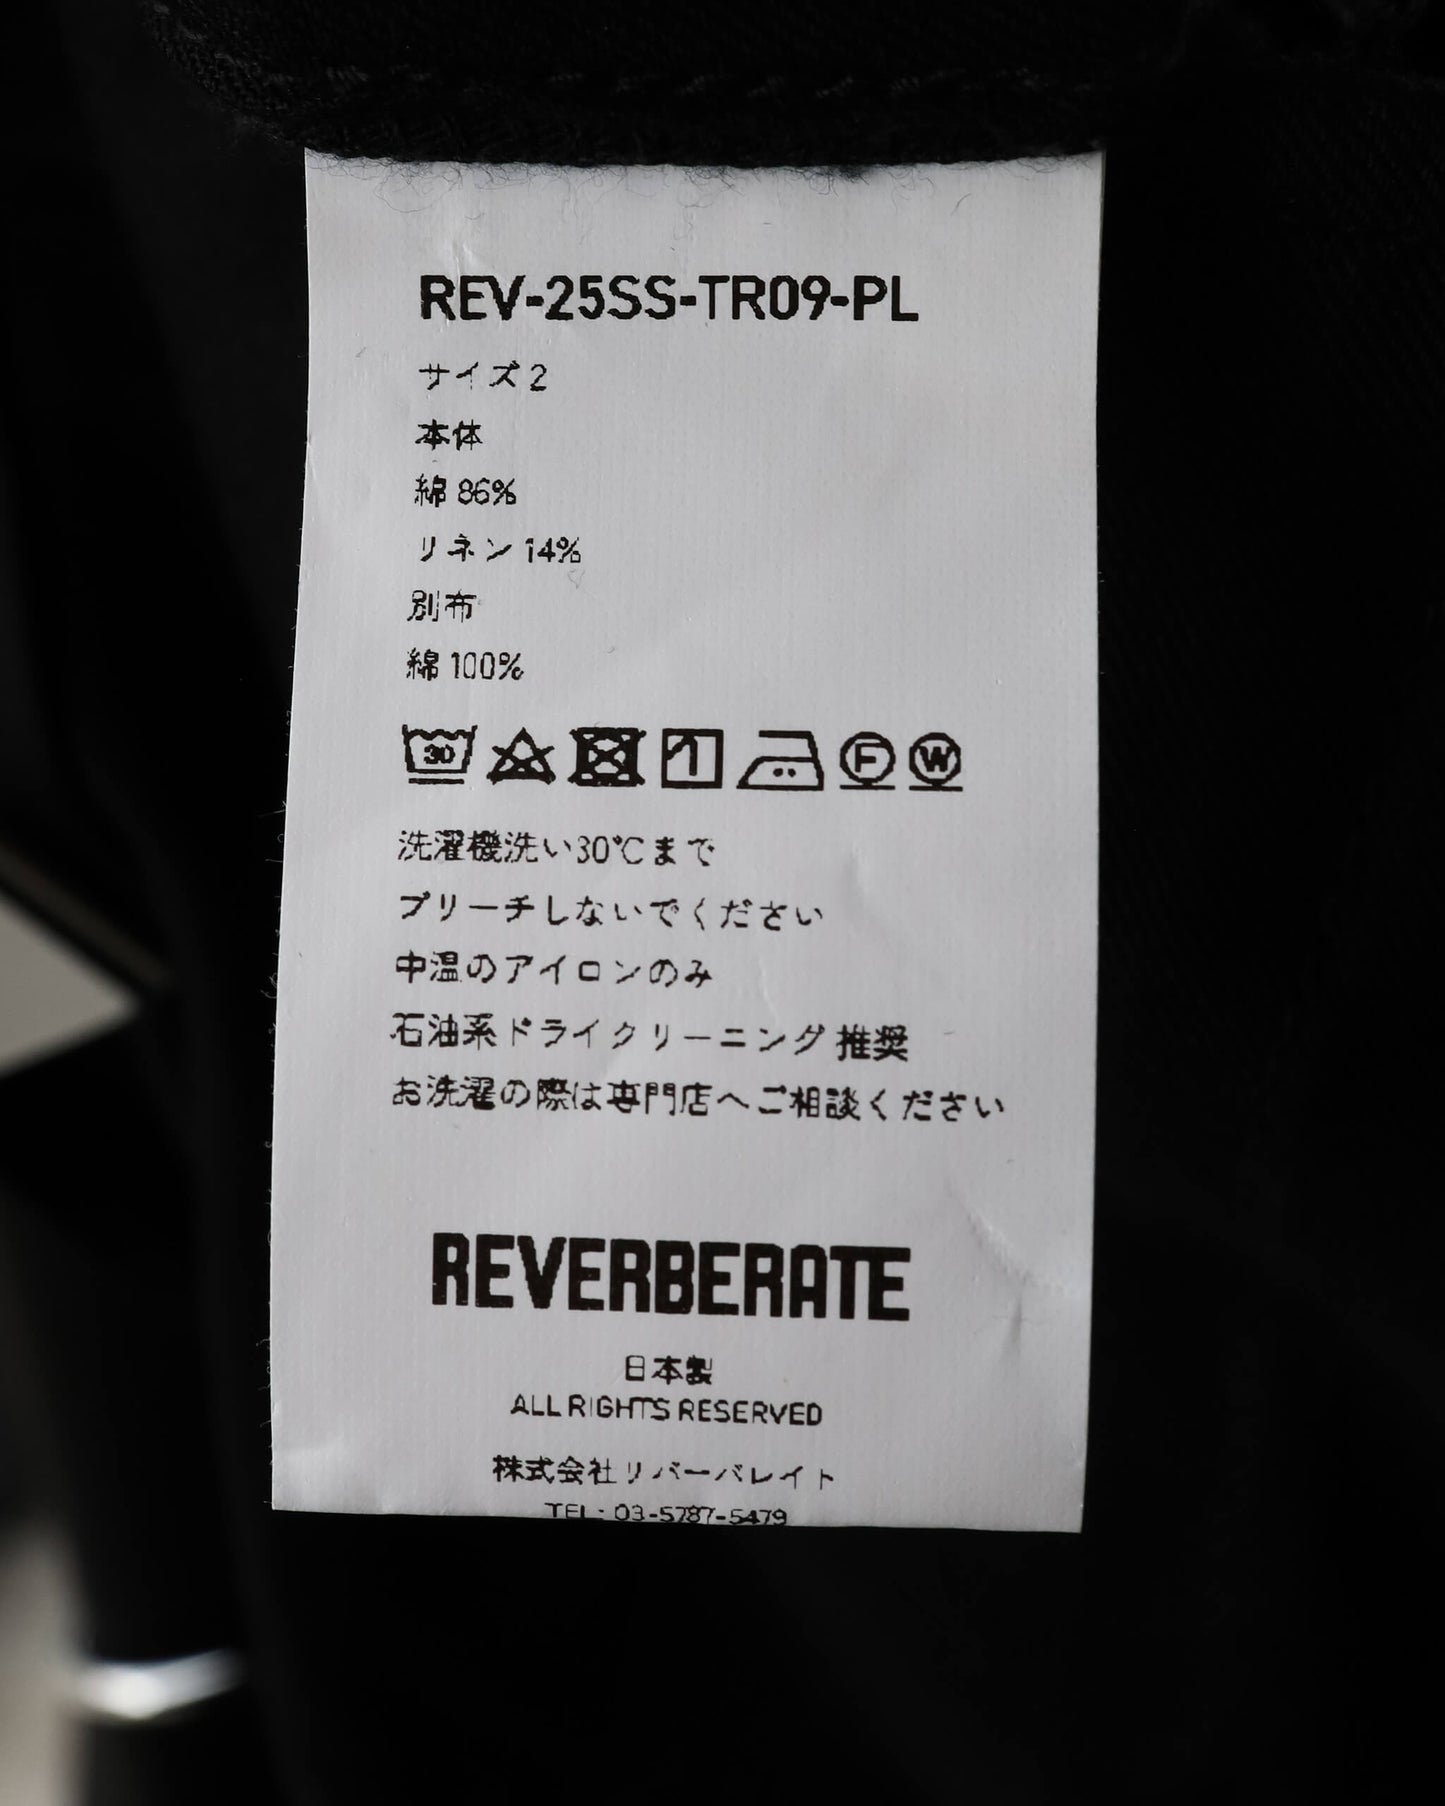 REV-25SS-TR09-PL
サイズ2
本体
綿 86%
リネン 14%
別布
綿 100%
30 F W
洗濯機洗い30℃まで
ブリーチしないでください
中温のアイロンのみ
石油系ドライクリーニング 推奨
お洗濯の際は専門店へご相談ください
REVERBERATE
日本製
ALL RIGHTS RESERVED
株式会社リバーバレイト
TEL : 03-5787-5479